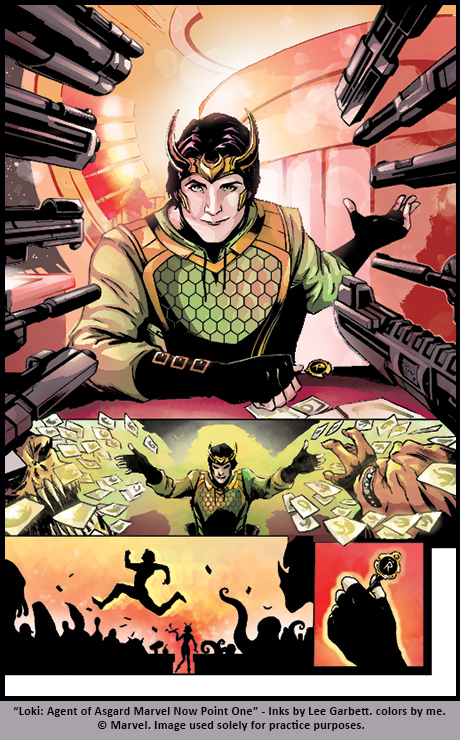 “Loki: Agent of Asgard Marvel Now Point One” - Inks by Lee Garbett. colors by me.
© Marvel. Image used solely for practice purposes.